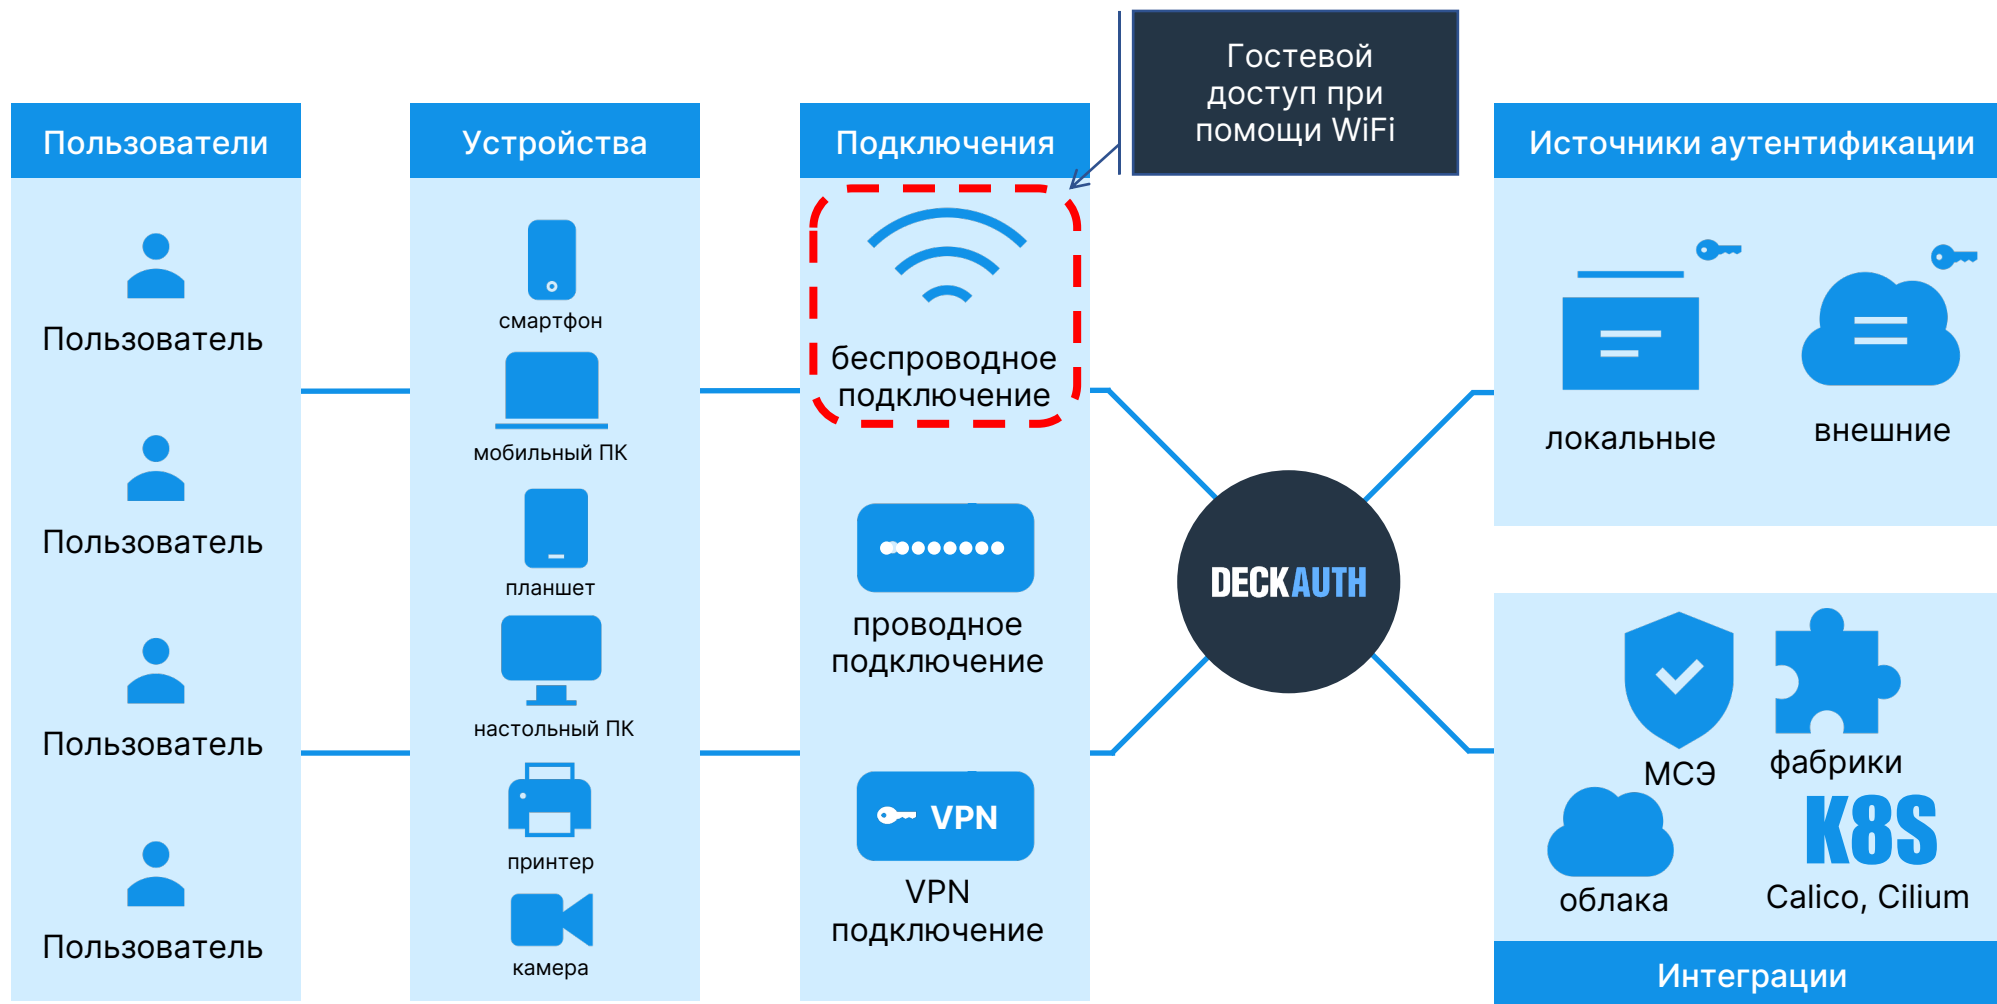 Гостевой
доступ при
помощи WiFi
Пользователи
Пользователь
Пользователь
Пользователь
Пользователь
Устройства
смартфон
мобильный ПК
планшет
настольный ПК
принтер
камера
Подключения
беспроводное
подключение
проводное
подключение
VPN
VPN
подключение
DECKAUTH
Источники аутентификации
локальные
внешние
МСЭ
фабрики
облака
K8S
Calico, Cilium
Интеграции